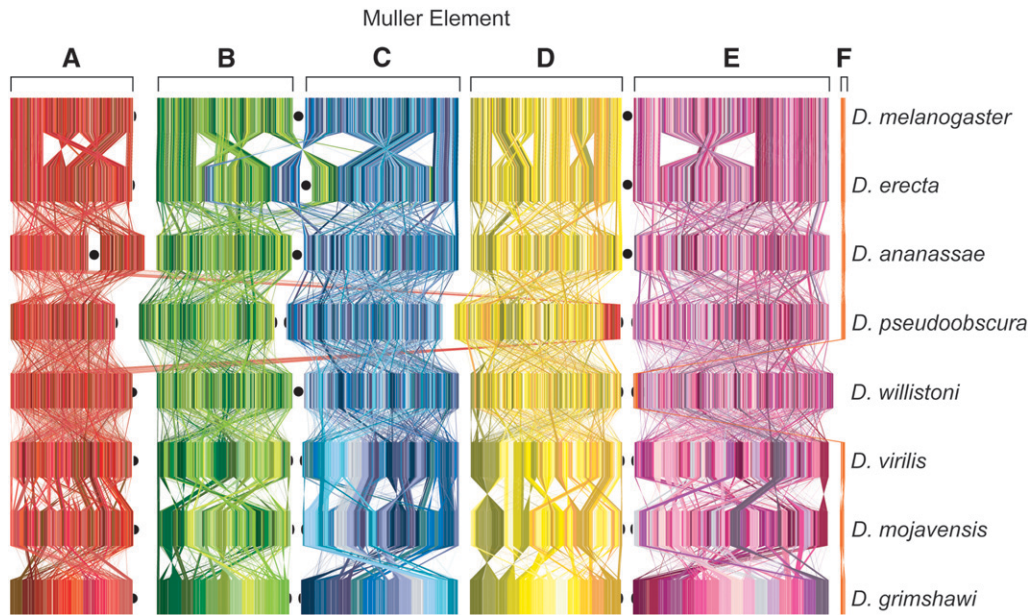 Muller Element
A B C D E F
D. melanogaster
D. erecta
D. ananassae
D. pseudoobscura
D. willistoni
D. virilis
D. mojavensis
D. grimshawi